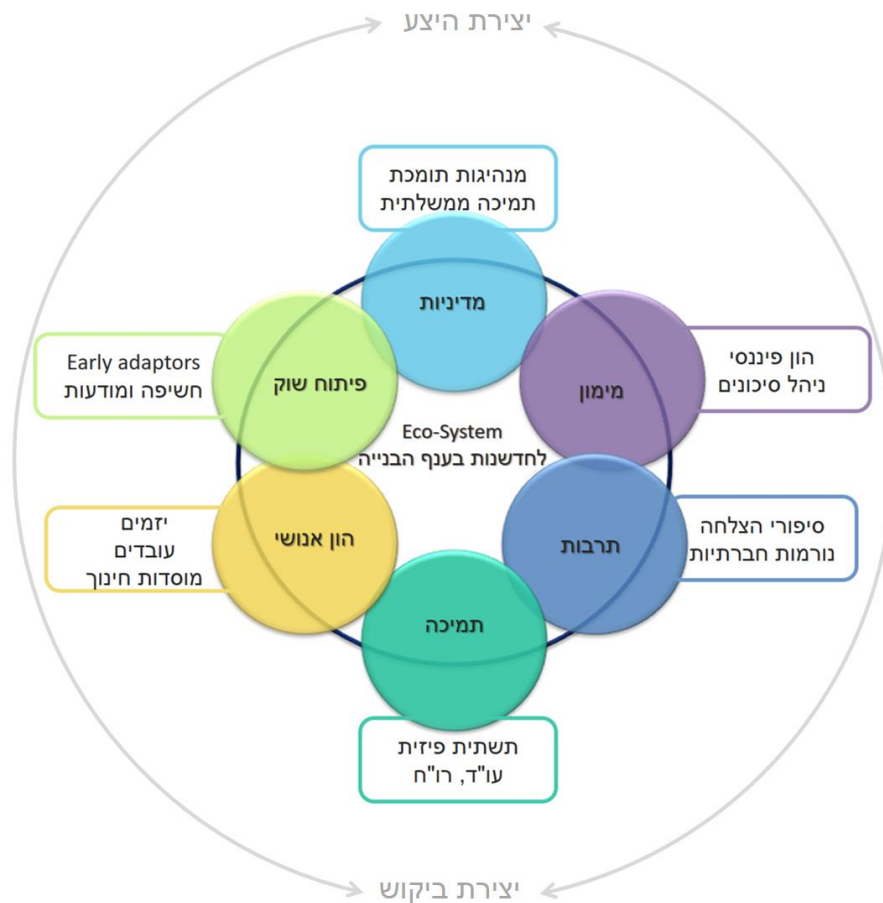 יצירת היצע
מנהיגות תומכת
תמיכה ממשלתית
מדיניות
הון פיננסי
ניהל סיכונים
מימון
Early adaptors
חשיפה ומודעות
פיתוח שוק
Eco-System
לחדשנות בענף הבנייה
סיפורי הצלחה
נורמות חברתיות
תרבות
יזמים
עובדים
מוסדות חינוך
הון אנושי
תמיכה
תשתית פיזית
עו"ד, רו"ח
יצירת ביקוש